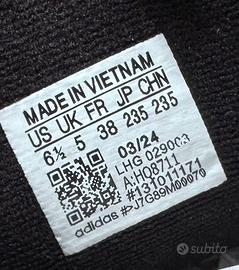 MADE IN VIETNAM
US UK FR JP CHN
6½ 5 38 235 235
03/24
LHG 029003
A:HQ8711
#131011171
#>J7G89M00070
adidas
subito